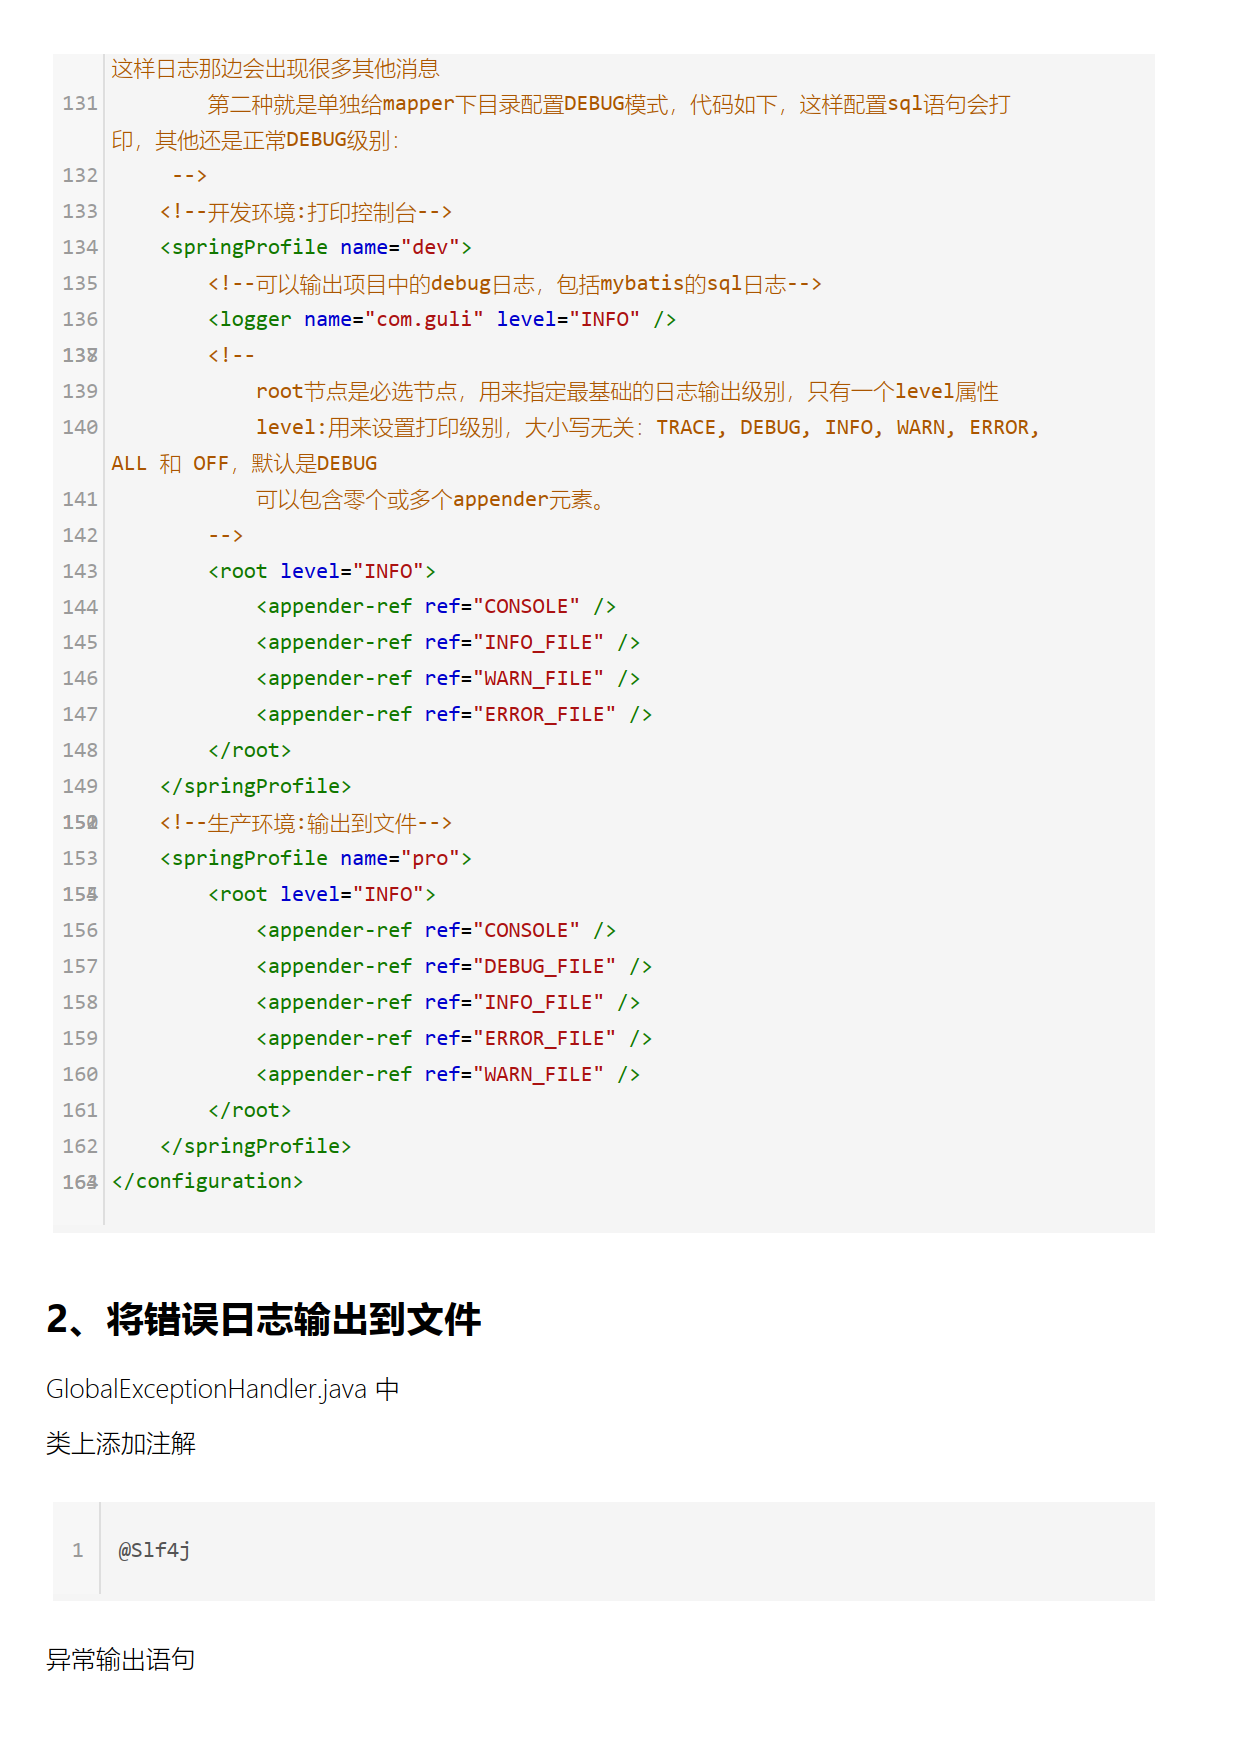 这样日志那边会出现很多其他消息
131 第二种就是单独给mapper下目录配置DEBUG模式，代码如下，这样配置sql语句会打
印，其他还是正常DEBUG级别：
132 -->
133 <!--开发环境:打印控制台-->
134 <springProfile name="dev">
135 <!--可以输出项目中的debug日志，包括mybatis的sql日志-->
136 <logger name="com.guli" level="INFO" />
<!--
139 root节点是必选节点，用来指定最基础的日志输出级别，只有一个level属性
140 level:用来设置打印级别，大小写无关：TRACE, DEBUG, INFO, WARN, ERROR,
ALL 和 OFF，默认是DEBUG
141 可以包含零个或多个appender元素。
142 -->
143 <root level="INFO">
144 <appender-ref ref="CONSOLE" />
145 <appender-ref ref="INFO_FILE" />
146 <appender-ref ref="WARN_FILE" />
147 <appender-ref ref="ERROR_FILE" />
148 </root>
149 </springProfile>
<!--生产环境:输出到文件-->
153 <springProfile name="pro">
<root level="INFO">
156 <appender-ref ref="CONSOLE" />
157 <appender-ref ref="DEBUG_FILE" />
158 <appender-ref ref="INFO_FILE" />
159 <appender-ref ref="ERROR_FILE" />
160 <appender-ref ref="WARN_FILE" />
161 </root>
162 </springProfile>
</configuration>
2、将错误日志输出到文件
GlobalExceptionHandler.java 中
类上添加注解
1 @Slf4j
异常输出语句